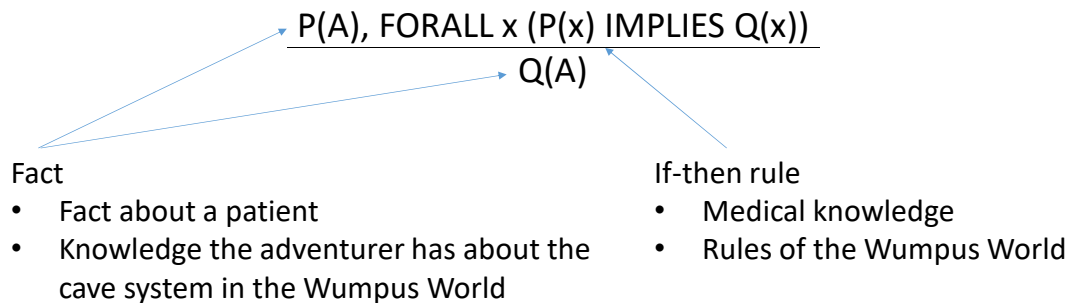 P(A), FORALL x (P(x) IMPLIES Q(x))
Q(A)
Fact
• Fact about a patient
• Knowledge the adventurer has about the
cave system in the Wumpus World
If-then rule
• Medical knowledge
• Rules of the Wumpus World